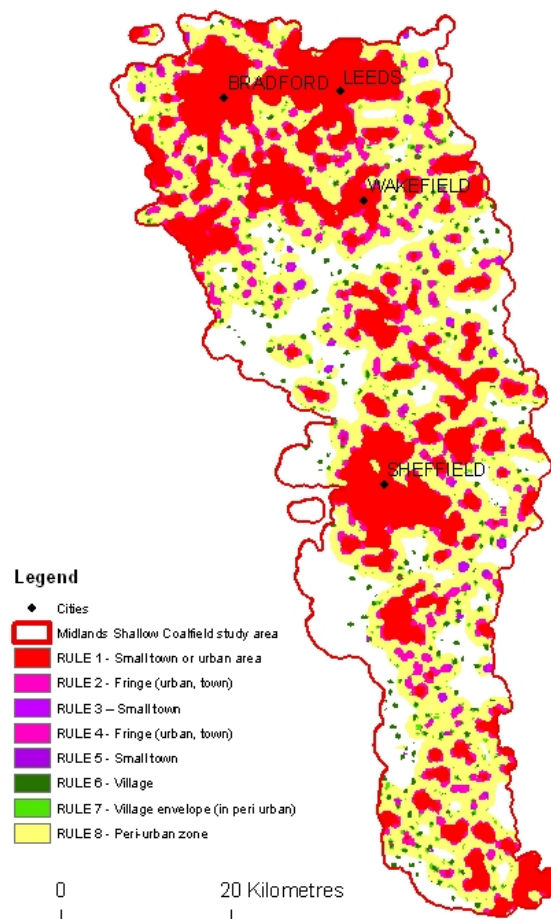 BRADFORD
LEEDS
WAKEFIELD
SHEFFIELD
Legend
Cities
Midlands Shallow Coalfield study area
RULE 1 - Small town or urban area
RULE 2 - Fringe (urban, town)
RULE 3 – Small town
RULE 4 - Fringe (urban, town)
RULE 5 - Small town
RULE 6 - Village
RULE 7 - Village envelope (in peri urban)
RULE 8 - Peri-urban zone
0 20 Kilometres